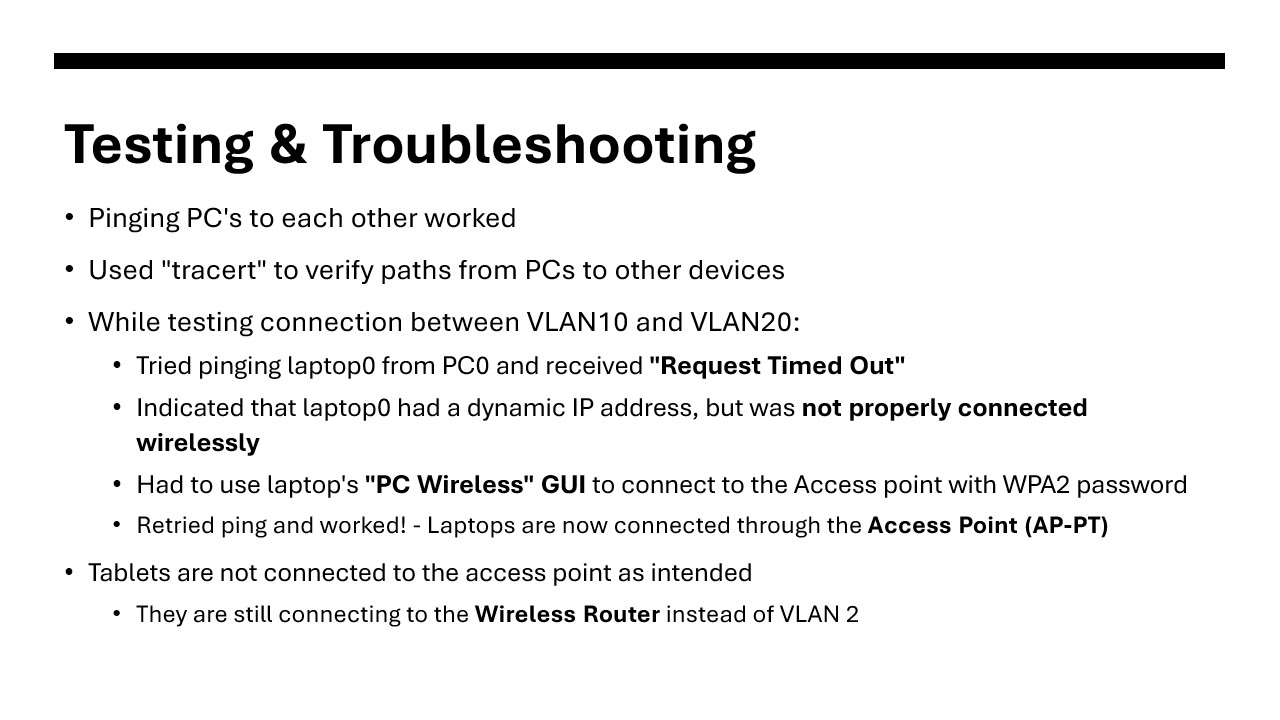 Testing & Troubleshooting
• Pinging PC's to each other worked
• Used "tracert" to verify paths from PCs to other devices
• While testing connection between VLAN10 and VLAN20:
• Tried pinging laptop0 from PC0 and received "Request Timed Out"
• Indicated that laptop0 had a dynamic IP address, but was not properly connected
wirelessly
• Had to use laptop's "PC Wireless" GUI to connect to the Access point with WPA2 password
• Retried ping and worked! - Laptops are now connected through the Access Point (AP-PT)
• Tablets are not connected to the access point as intended
• They are still connecting to the Wireless Router instead of VLAN 2